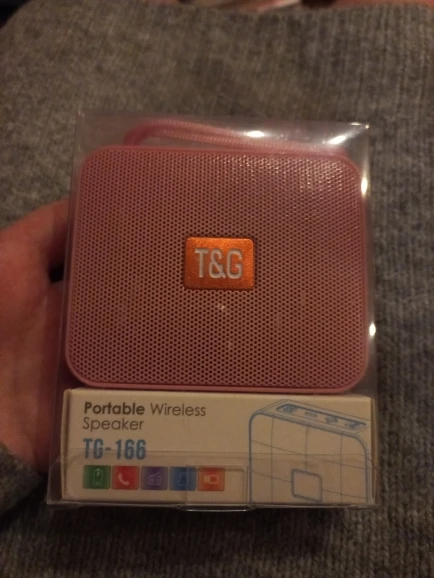 T&G
Portable Wireless
Speaker
TG-166